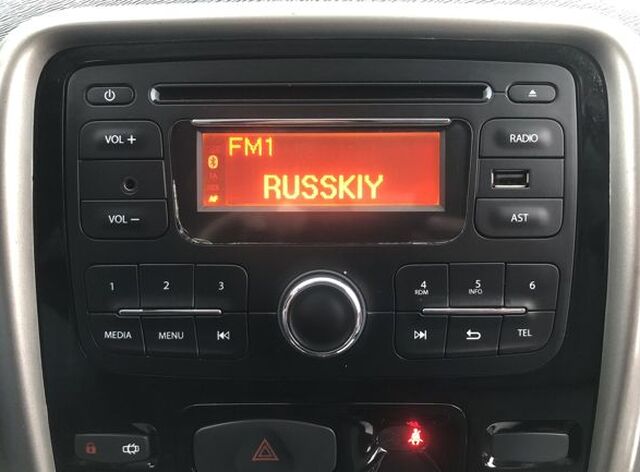 VOL +
RADIO
FM1
RUSSKIY
VOL −
AST
1 2 3
4 RDM 5 INFO 6
MEDIA MENU
TEL